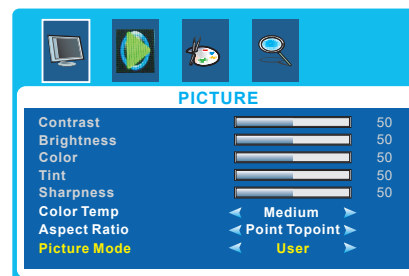 PICTURE
Contrast 50
Brightness 50
Color 50
Tint 50
Sharpness 50
Color Temp Medium
Aspect Ratio Point Topoint
Picture Mode User